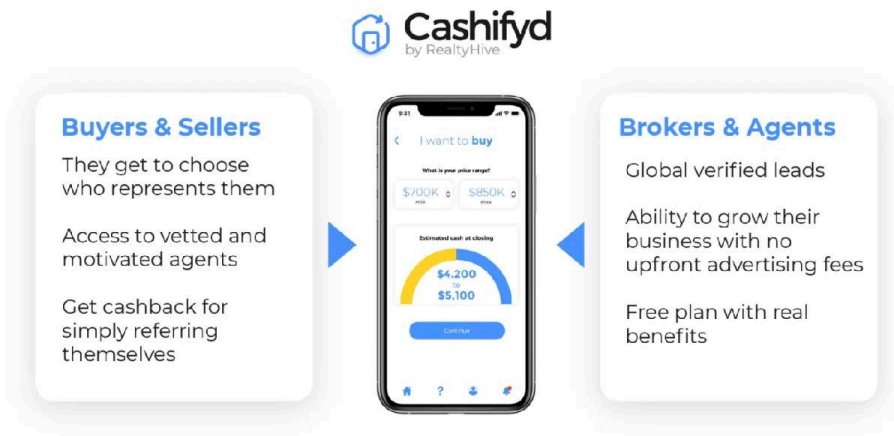 Cashifyd
by RealtyHive
Buyers & Sellers
They get to choose
who represents them
Access to vetted and
motivated agents
Get cashback for
simply referring
themselves
9:41
I want to buy
What is your price range?
$700K
min
$850K
max
Estimated cash at closing
$4,200
to
$5,100
Continue
?
Brokers & Agents
Global verified leads
Ability to grow their
business with no
upfront advertising fees
Free plan with real
benefits